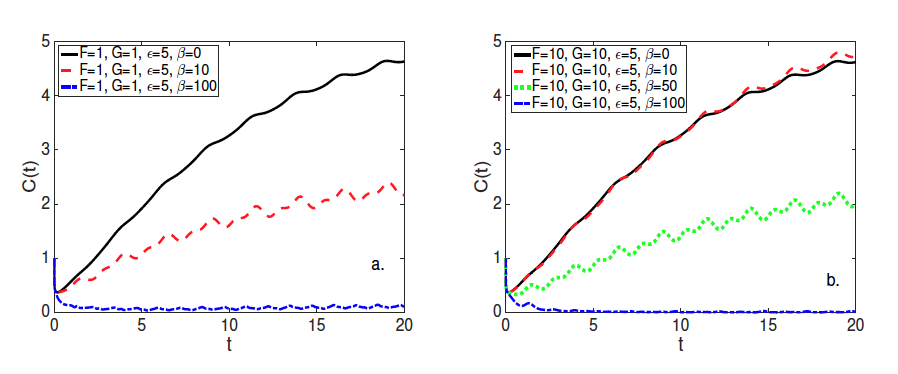 F=1, G=1, ϵ=5, β=0
F=1, G=1, ϵ=5, β=10
F=1, G=1, ϵ=5, β=100
5
4
3
2
1
0
C(t)
a.
0 5 10 15 20
t
F=10, G=10, ϵ=5, β=0
F=10, G=10, ϵ=5, β=10
F=10, G=10, ϵ=5, β=50
F=10, G=10, ϵ=5, β=100
5
4
3
2
1
0
C(t)
b.
0 5 10 15 20
t